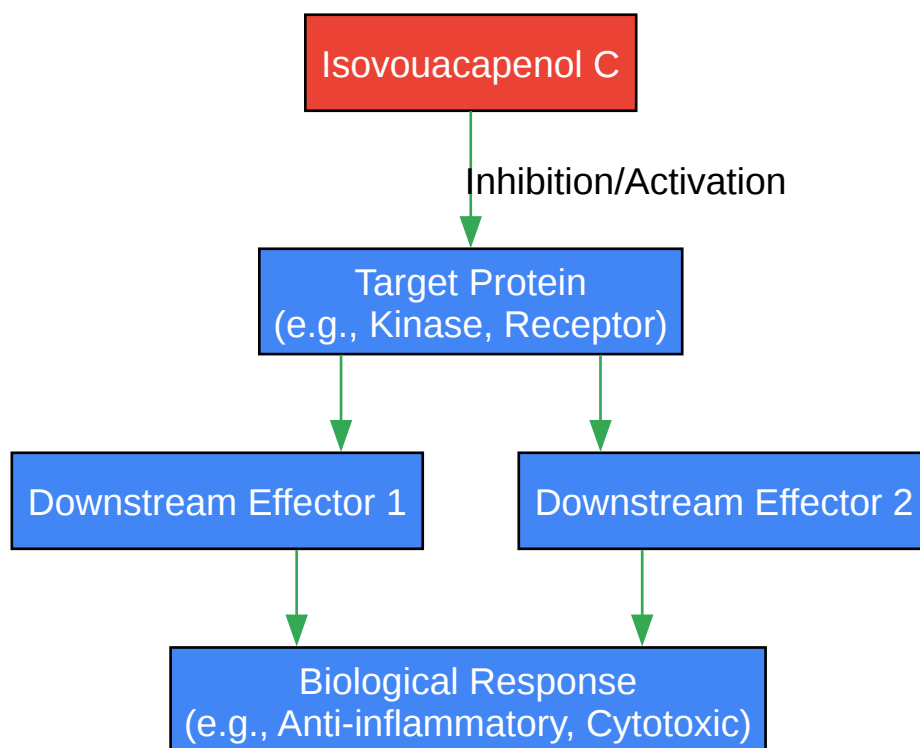 Isovouacapenol C
Inhibition/Activation
Target Protein
(e.g., Kinase, Receptor)
Downstream Effector 1
Downstream Effector 2
Biological Response
(e.g., Anti-inflammatory, Cytotoxic)